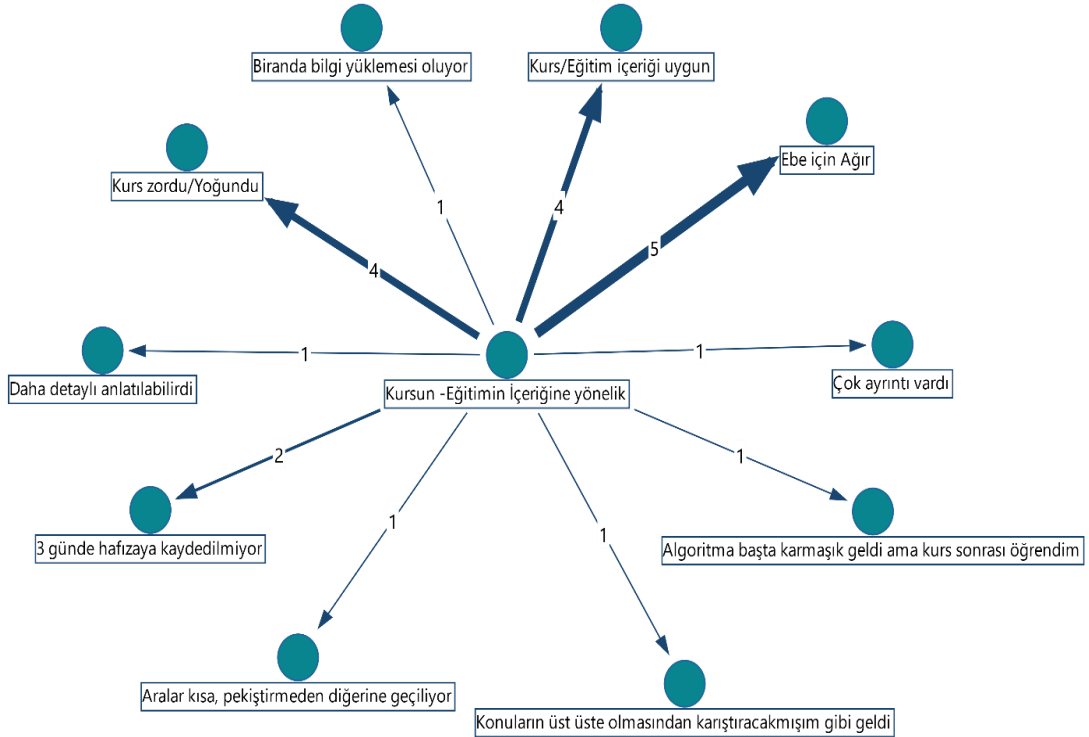 Biranda bilgi yüklemesi oluyor
Kurs/Eğitim içeriği uygun
Ebe için Ağır
Kurs zordu/Yoğundu
1
4
5
4
1
1
Daha detaylı anlatılabilirdi
Kursun -Eğitimin İçeriğine yönelik
Çok ayrıntı vardı
2
1
1
1
3 günde hafızaya kaydedilmiyor
Algoritma başta karmaşık geldi ama kurs sonrası öğrendim
Aralar kısa, pekiştirmeden diğerine geçiliyor
Konuların üst üste olmasından karıştıracakmışım gibi geldi